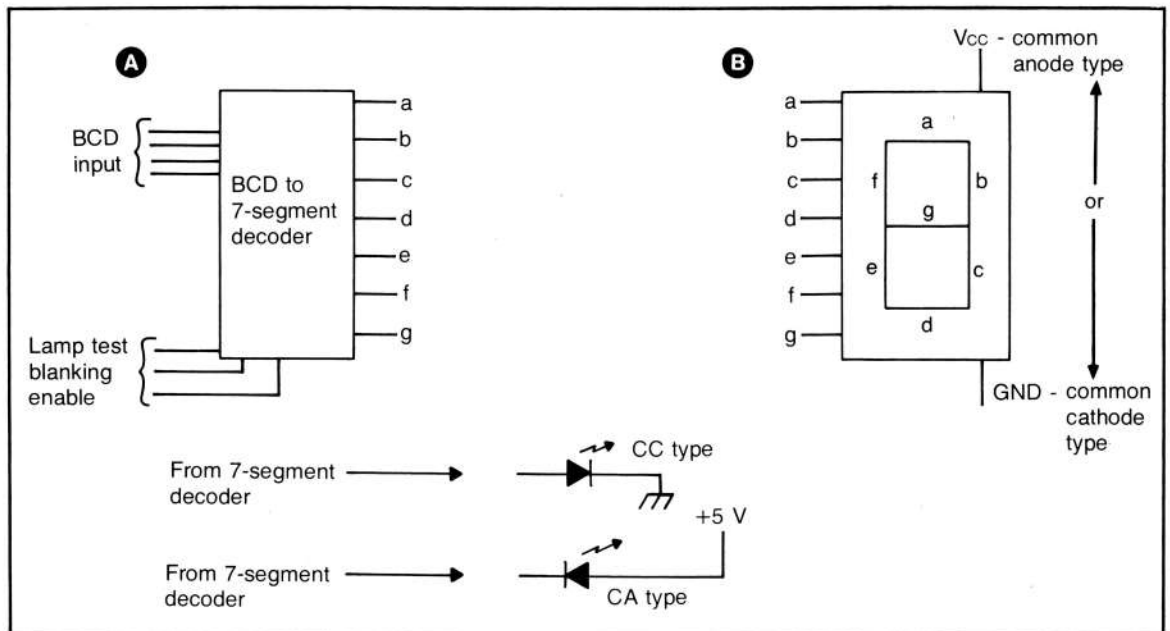 A
BCD
input
BCD to
7-segment
decoder
a
b
c
d
e
f
g
Lamp test
blanking
enable
B
VCC - common
anode type
a
b
c
d
e
f
g
a
f
b
g
e
c
d
or
GND - common
cathode
type
From 7-segment
decoder
CC type
+5 V
From 7-segment
decoder
CA type